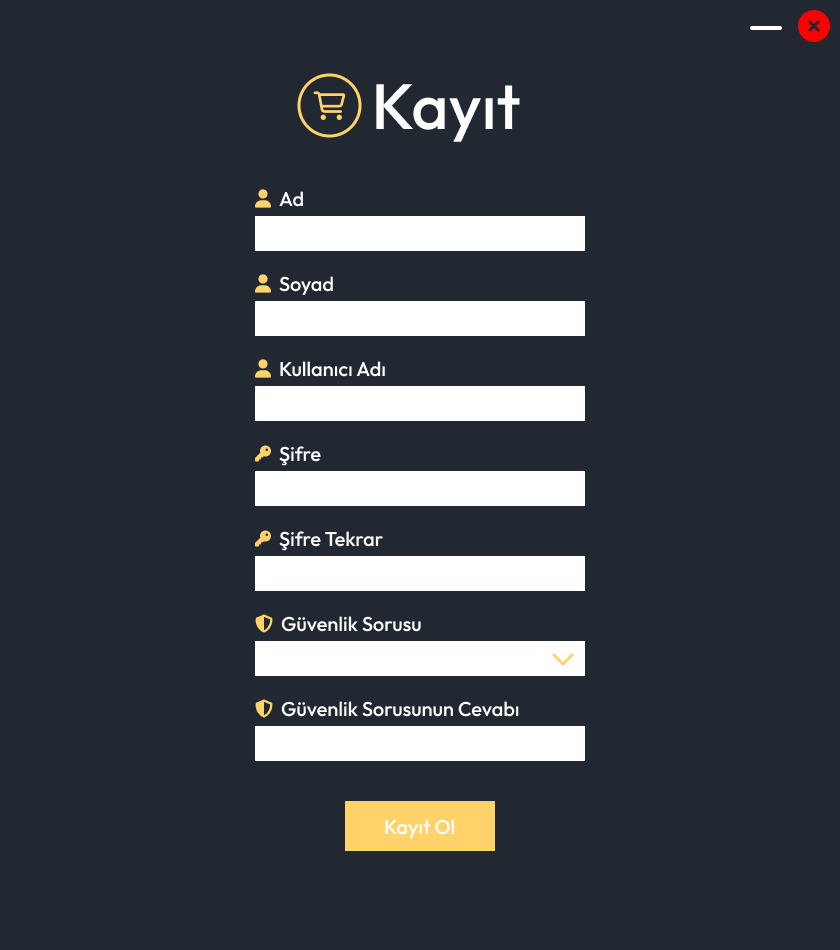 Kayıt
Ad
Soyad
Kullanıcı Adı
Şifre
Şifre Tekrar
Güvenlik Sorusu
Güvenlik Sorusunun Cevabı
Kayıt Ol